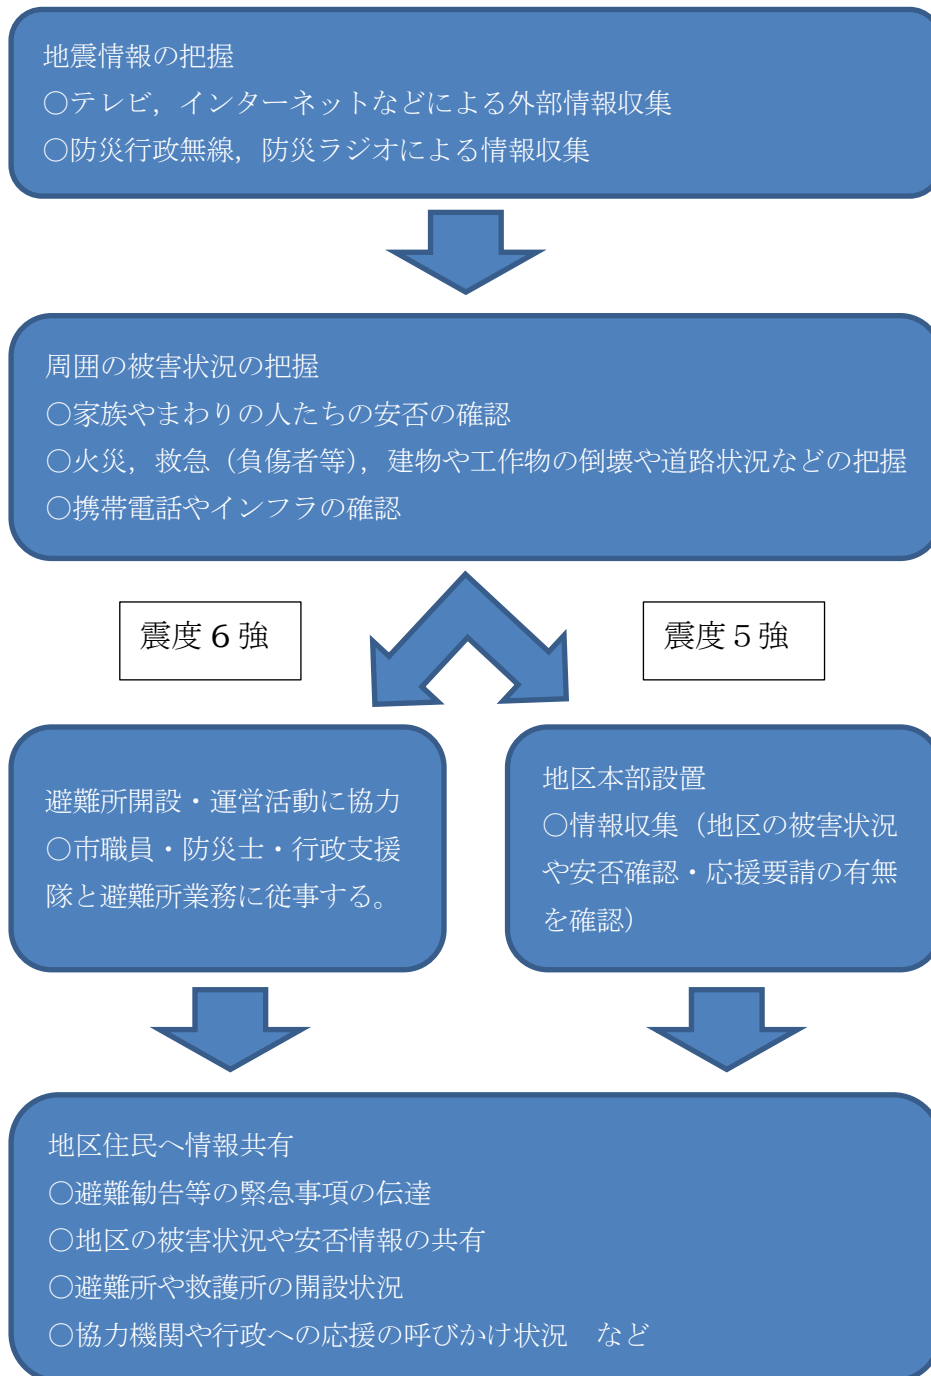 地震情報の把握
○テレビ，インターネットなどによる外部情報収集
○防災行政無線，防災ラジオによる情報収集
周囲の被害状況の把握
○家族やまわりの人たちの安否の確認
○火災，救急（負傷者等），建物や工作物の倒壊や道路状況などの把握
○携帯電話やインフラの確認
震度６強
震度５強
避難所開設・運営活動に協力
○市職員・防災士・行政支援
隊と避難所業務に従事する。
地区本部設置
○情報収集（地区の被害状況
や安否確認・応援要請の有無
を確認）
地区住民へ情報共有
○避難勧告等の緊急事項の伝達
○地区の被害状況や安否情報の共有
○避難所や救護所の開設状況
○協力機関や行政への応援の呼びかけ状況　など